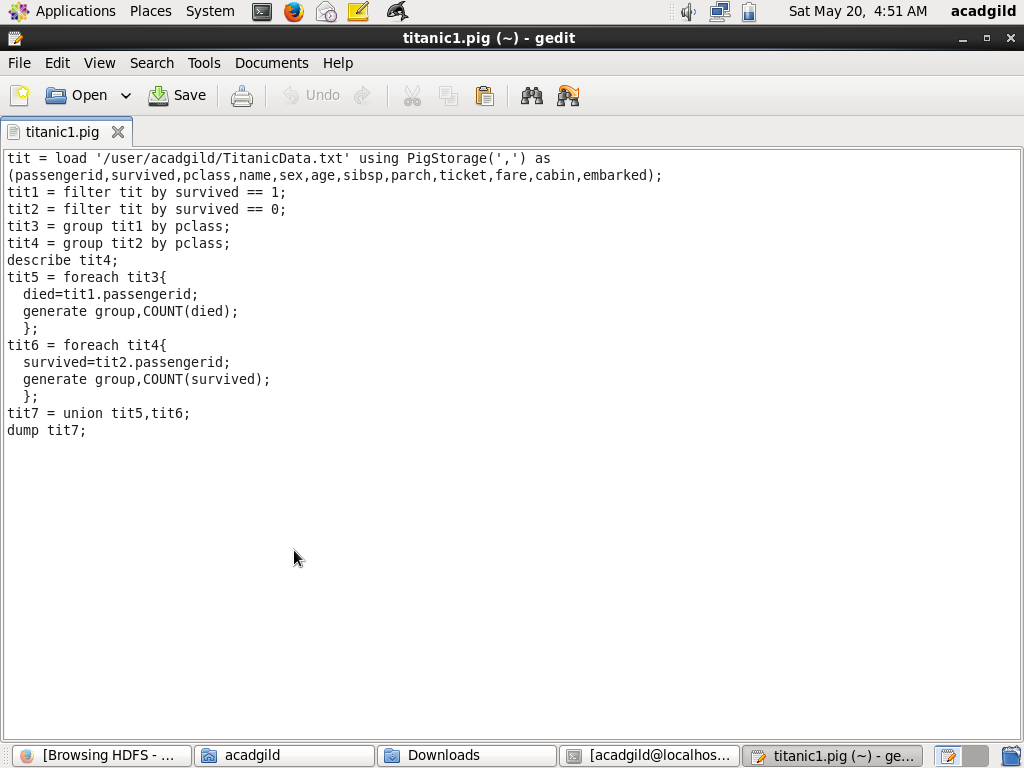 Applications Places System Sat May 20, 4:51 AM acadgild
titanic1.pig (~) - gedit
File Edit View Search Tools Documents Help
Open Save Undo
titanic1.pig
tit = load '/user/acadgild/TitanicData.txt' using PigStorage(',') as
(passengerid,survived,pclass,name,sex,age,sibsp,parch,ticket,fare,cabin,embarked);
tit1 = filter tit by survived == 1;
tit2 = filter tit by survived == 0;
tit3 = group tit1 by pclass;
tit4 = group tit2 by pclass;
describe tit4;
tit5 = foreach tit3{
  died=tit1.passengerid;
  generate group,COUNT(died);
  };
tit6 = foreach tit4{
  survived=tit2.passengerid;
  generate group,COUNT(survived);
  };
tit7 = union tit5,tit6;
dump tit7;
[Browsing HDFS - ... acadgild Downloads [acadgild@localhos... titanic1.pig (~) - ge...